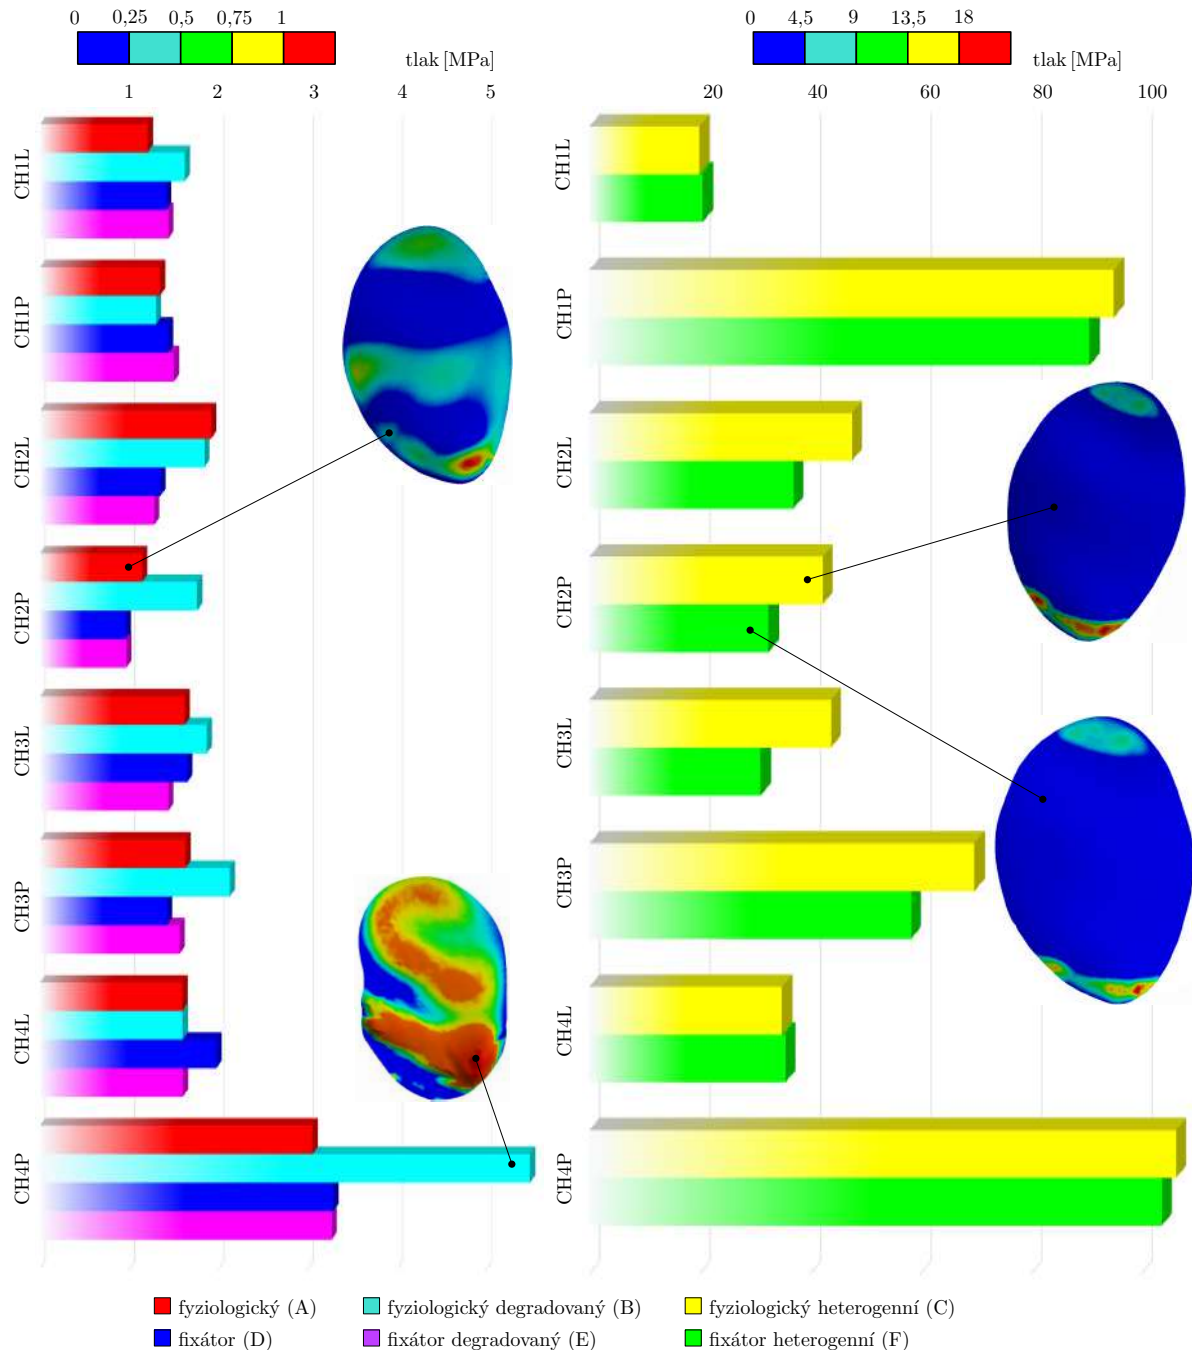 0 0,25 0,5 0,75 1
tlak [MPa]
1 2 3 4 5
CH1L
CH1P
CH2L
CH2P
CH3L
CH3P
CH4L
CH4P
0 4,5 9 13,5 18
tlak [MPa]
20 40 60 80 100
CH1L
CH1P
CH2L
CH2P
CH3L
CH3P
CH4L
CH4P
fyziologický (A) fyziologický degradovaný (B) fyziologický heterogenní (C)
fixátor (D) fixátor degradovaný (E) fixátor heterogenní (F)